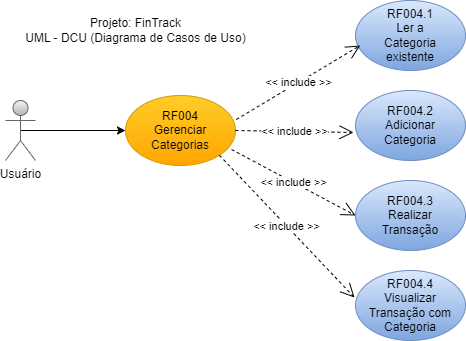 Projeto: FinTrack
UML - DCU (Diagrama de Casos de Uso)
Usuário
RF004
Gerenciar
Categorias
<< include >>
<< include >>
<< include >>
<< include >>
RF004.1
Ler a
Categoria
existente
RF004.2
Adicionar
Categoria
RF004.3
Realizar
Transação
RF004.4
Visualizar
Transação com
Categoria